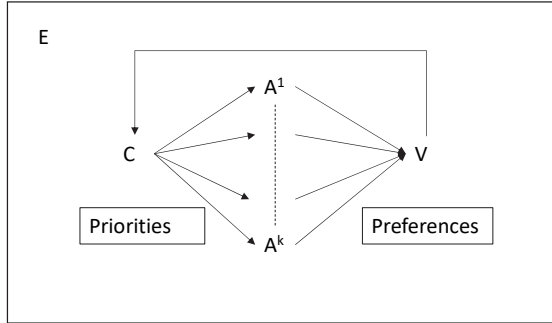 E
A¹
C
V
Priorities
Preferences
Aᵏ